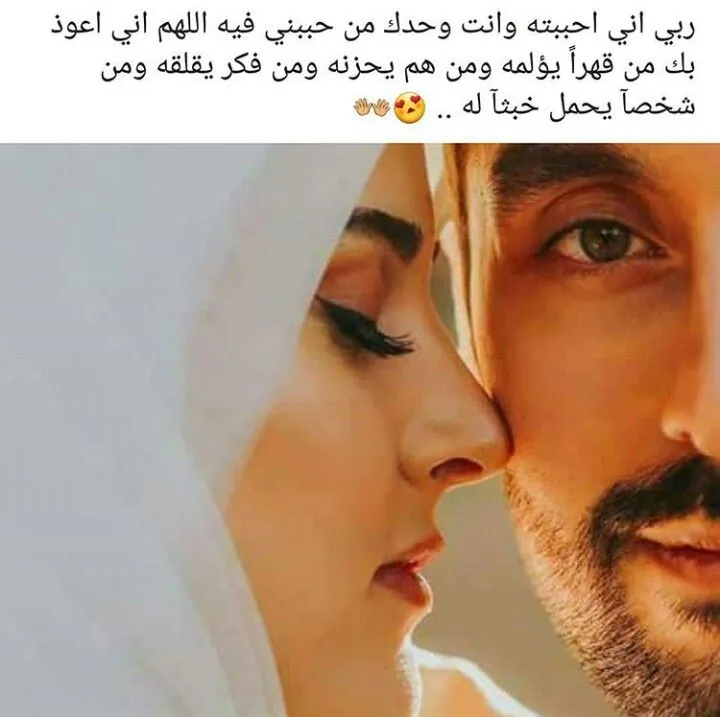 ربي اني احببته وانت وحدك من حببني فيه اللهم اني اعوذ
بك من قهراً يؤلمه ومن هم يحزنه ومن فكر يقلقه ومن
شخصآ يحمل خبثآ له .. 😍👐🏼